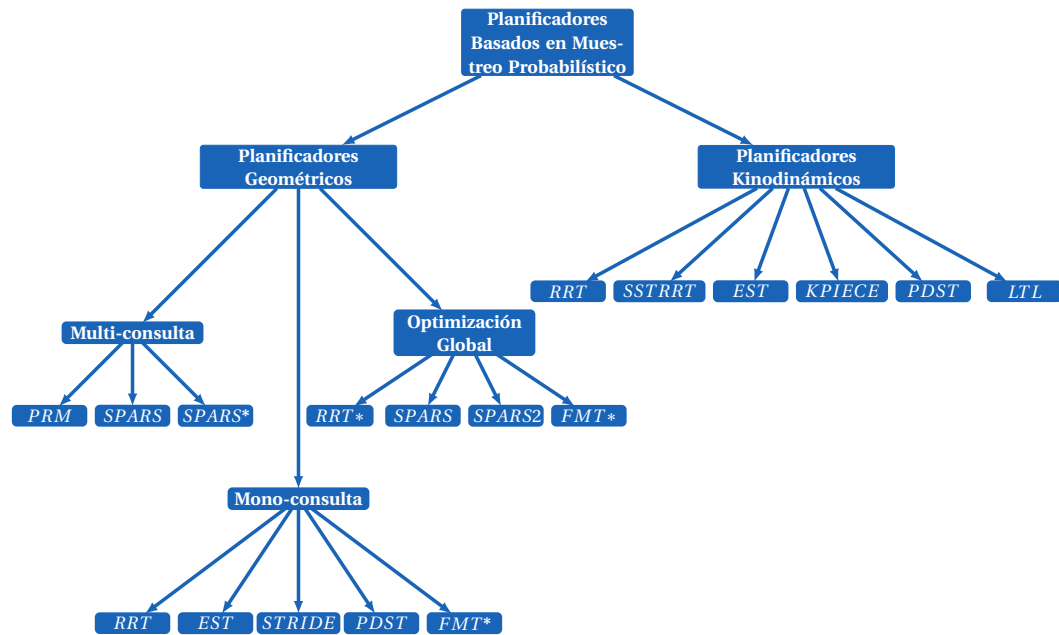 Planificadores
Basados en Mues-
treo Probabilístico
Planificadores
Geométricos
Planificadores
Kinodinámicos
RRT
SSTRRT
EST
KPIECE
PDST
LTL
Multi-consulta
Optimización
Global
PRM
SPARS
SPARS*
RRT*
SPARS
SPARS2
FMT*
Mono-consulta
RRT
EST
STRIDE
PDST
FMT*